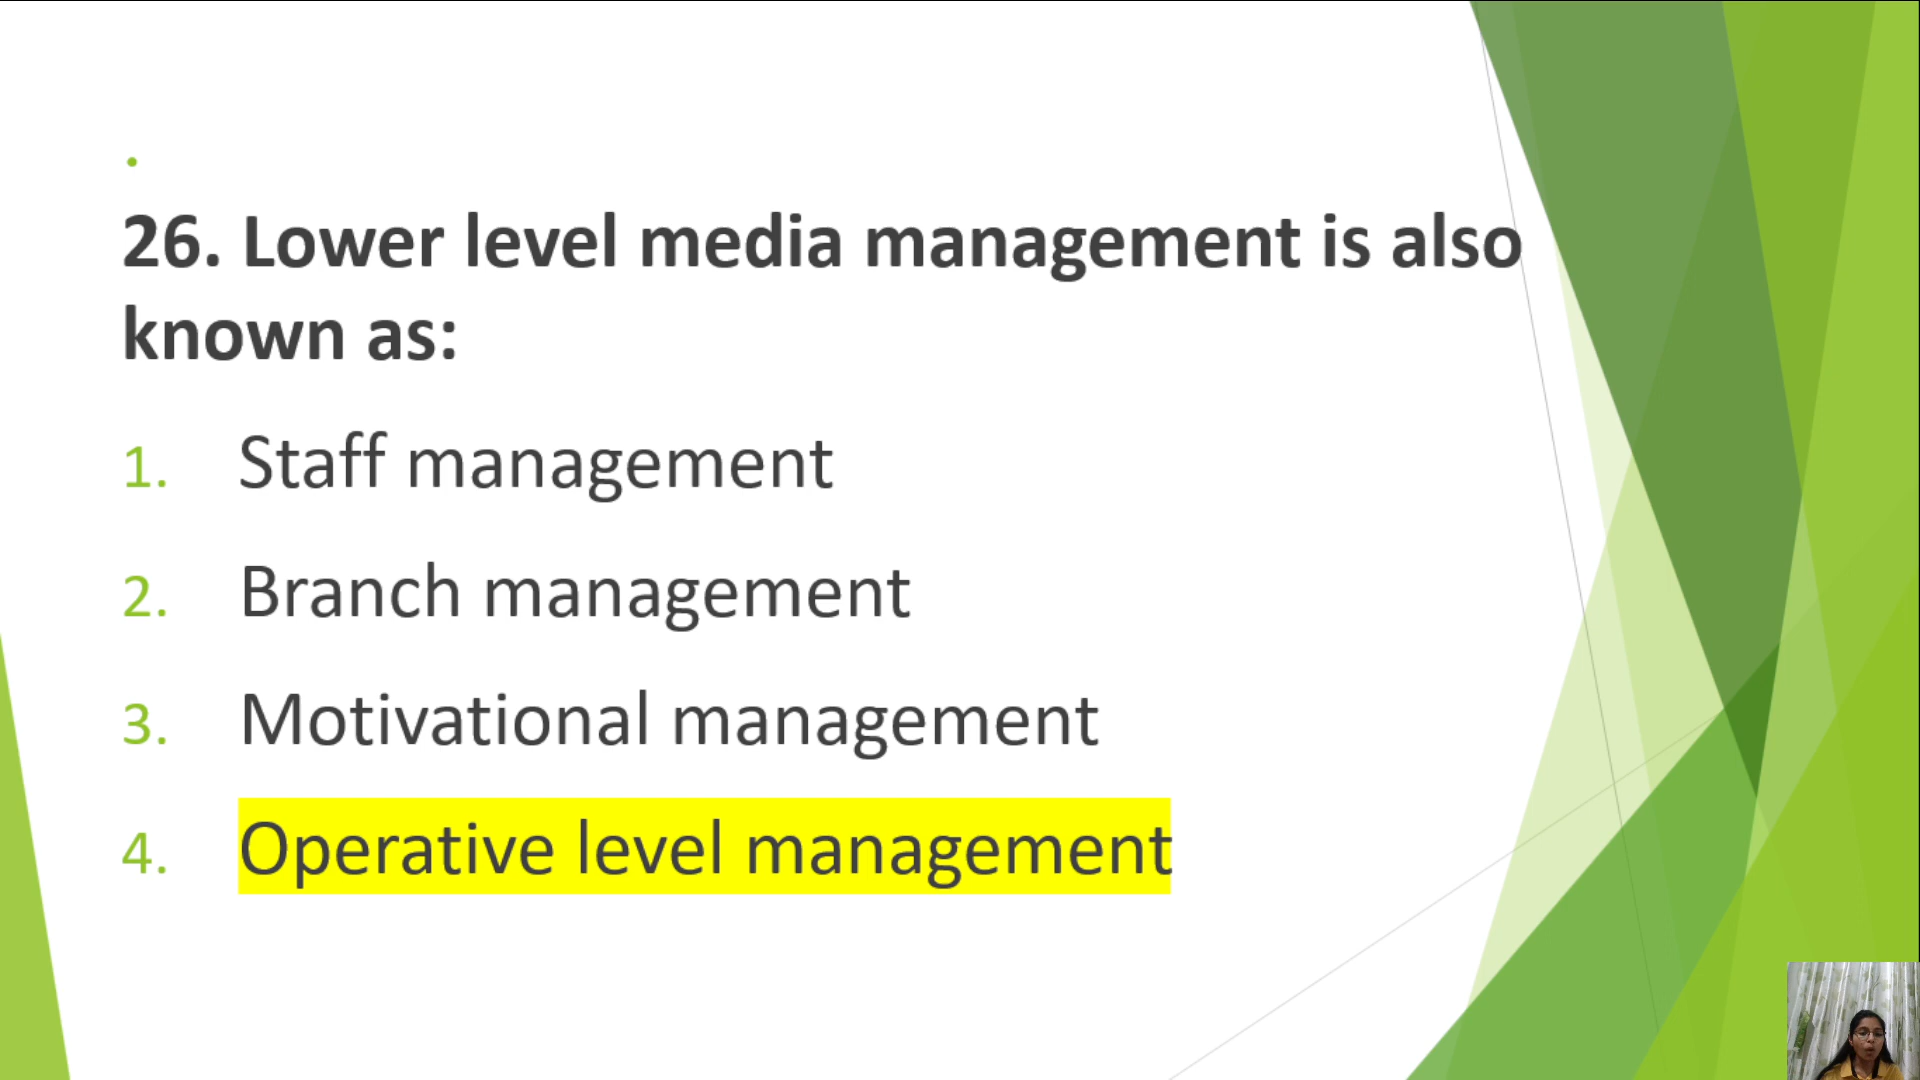 26. Lower level media management is also
known as:
1. Staff management
2. Branch management
3. Motivational management
4. Operative level management